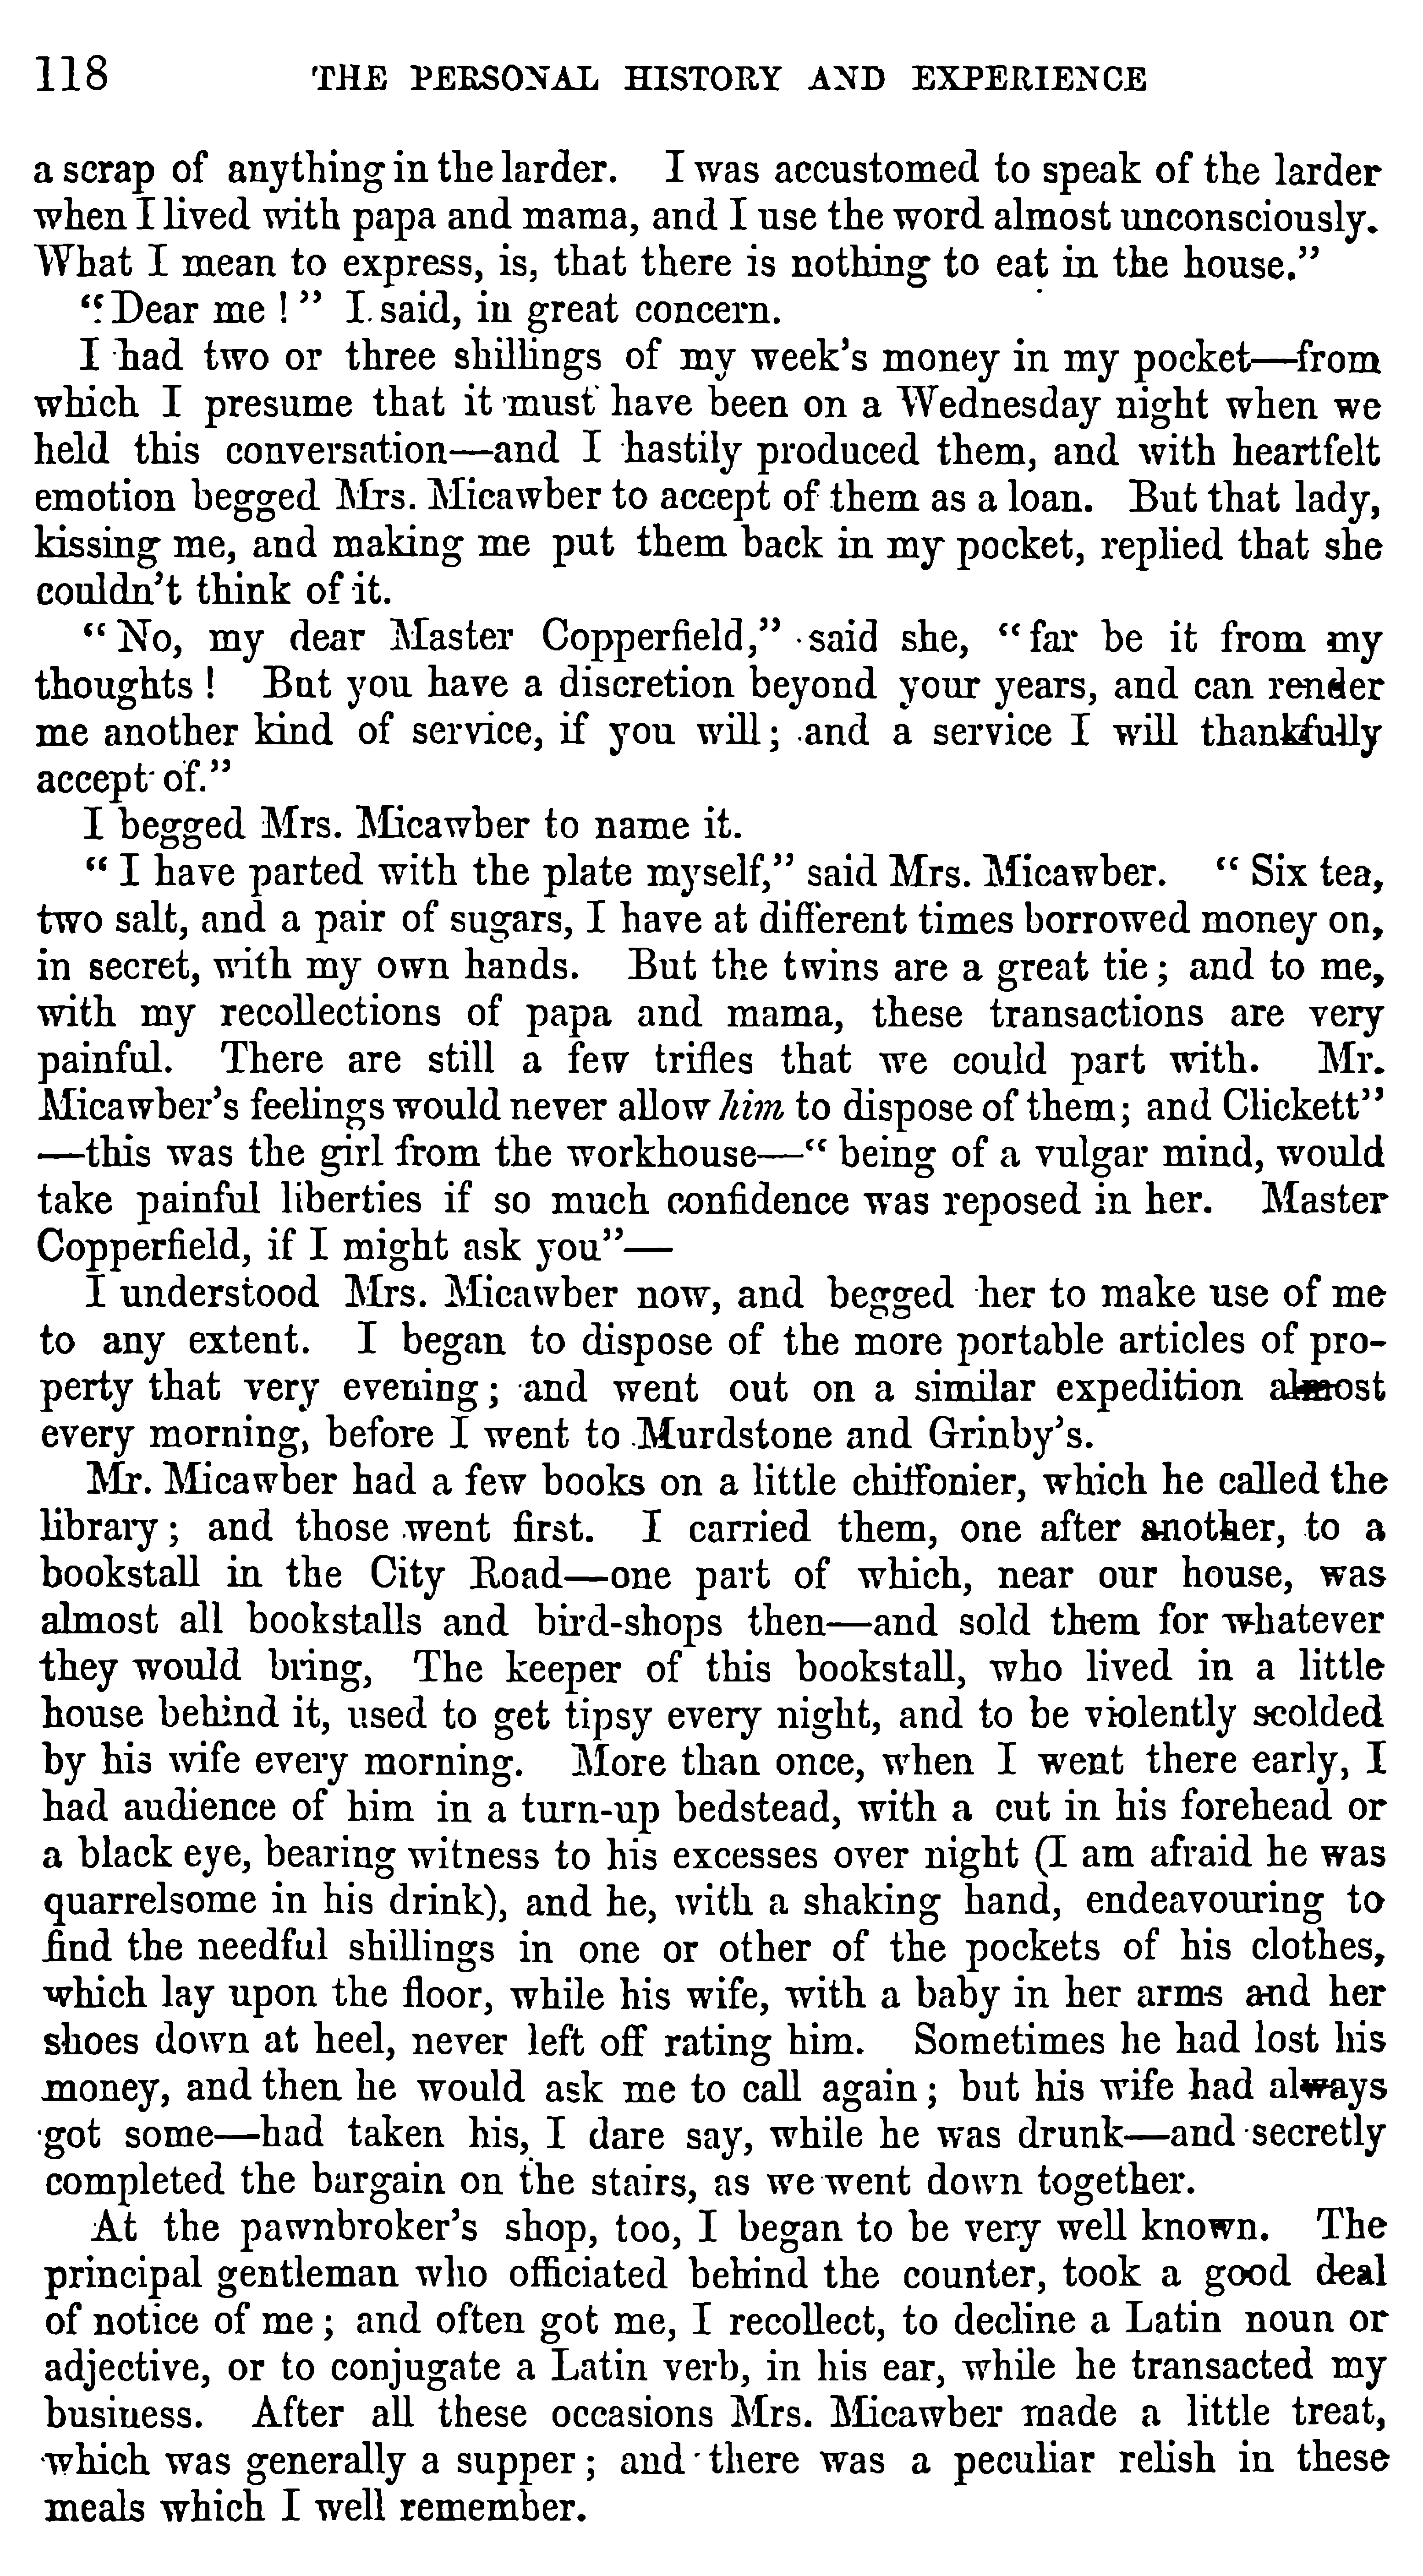 118 THE PERSONAL HISTORY AND EXPERIENCE
a scrap of anything in the larder. I was accustomed to speak of the larder
when I lived with papa and mama, and I use the word almost unconsciously.
What I mean to express, is, that there is nothing to eat in the house."
"Dear me!" I said, in great concern.
I had two or three shillings of my week's money in my pocket—from
which I presume that it must have been on a Wednesday night when we
held this conversation—and I hastily produced them, and with heartfelt
emotion begged Mrs. Micawber to accept of them as a loan. But that lady,
kissing me, and making me put them back in my pocket, replied that she
couldn't think of it.
"No, my dear Master Copperfield," said she, "far be it from my
thoughts! But you have a discretion beyond your years, and can render
me another kind of service, if you will; and a service I will thankfully
accept of."
I begged Mrs. Micawber to name it.
"I have parted with the plate myself," said Mrs. Micawber. "Six tea,
two salt, and a pair of sugars, I have at different times borrowed money on,
in secret, with my own hands. But the twins are a great tie; and to me,
with my recollections of papa and mama, these transactions are very
painful. There are still a few trifles that we could part with. Mr.
Micawber's feelings would never allow him to dispose of them; and Clickett"
—this was the girl from the workhouse—"being of a vulgar mind, would
take painful liberties if so much confidence was reposed in her. Master
Copperfield, if I might ask you"—
I understood Mrs. Micawber now, and begged her to make use of me
to any extent. I began to dispose of the more portable articles of pro-
perty that very evening; and went out on a similar expedition almost
every morning, before I went to Murdstone and Grinby's.
Mr. Micawber had a few books on a little chiffonier, which he called the
library; and those went first. I carried them, one after another, to a
bookstall in the City Road—one part of which, near our house, was
almost all bookstalls and bird-shops then—and sold them for whatever
they would bring, The keeper of this bookstall, who lived in a little
house behind it, used to get tipsy every night, and to be violently scolded
by his wife every morning. More than once, when I went there early, I
had audience of him in a turn-up bedstead, with a cut in his forehead or
a black eye, bearing witness to his excesses over night (I am afraid he was
quarrelsome in his drink), and he, with a shaking hand, endeavouring to
find the needful shillings in one or other of the pockets of his clothes,
which lay upon the floor, while his wife, with a baby in her arms and her
shoes down at heel, never left off rating him. Sometimes he had lost his
money, and then he would ask me to call again; but his wife had always
got some—had taken his, I dare say, while he was drunk—and secretly
completed the bargain on the stairs, as we went down together.
At the pawnbroker's shop, too, I began to be very well known. The
principal gentleman who officiated behind the counter, took a good deal
of notice of me; and often got me, I recollect, to decline a Latin noun or
adjective, or to conjugate a Latin verb, in his ear, while he transacted my
business. After all these occasions Mrs. Micawber made a little treat,
which was generally a supper; and there was a peculiar relish in these
meals which I well remember.